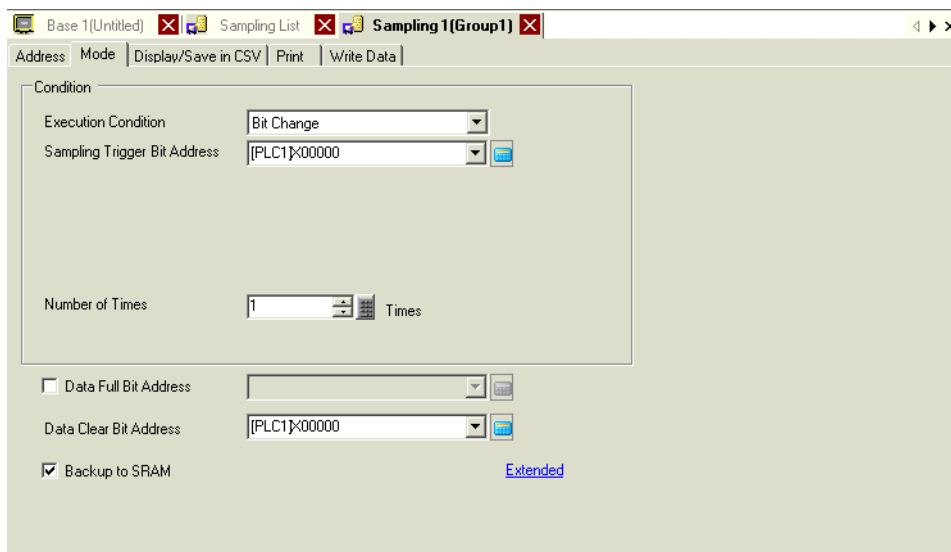 Base 1(Untitled) Sampling List Sampling 1(Group1)
Address Mode Display/Save in CSV Print Write Data
Condition
Execution Condition Bit Change
Sampling Trigger Bit Address [PLC1]X00000
Number of Times 1 Times
Data Full Bit Address
Data Clear Bit Address [PLC1]X00000
Backup to SRAM Extended